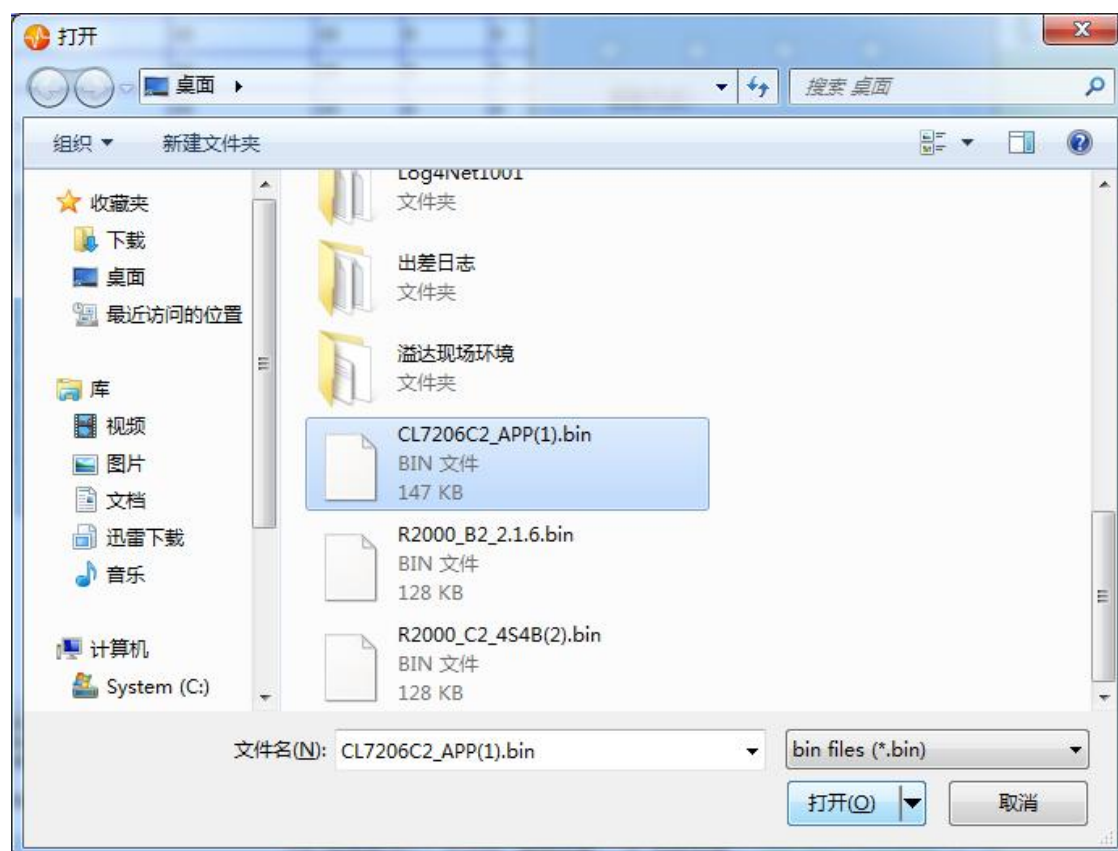 打开
桌面
搜索 桌面
组织
新建文件夹
收藏夹
下载
桌面
最近访问的位置
库
视频
图片
文档
迅雷下载
音乐
计算机
System (C:)
Log4Net1001
文件夹
出差日志
文件夹
溢达现场环境
文件夹
CL7206C2_APP(1).bin
BIN 文件
147 KB
R2000_B2_2.1.6.bin
BIN 文件
128 KB
R2000_C2_4S4B(2).bin
BIN 文件
128 KB
文件名(N): CL7206C2_APP(1).bin
bin files (*.bin)
打开(O)
取消